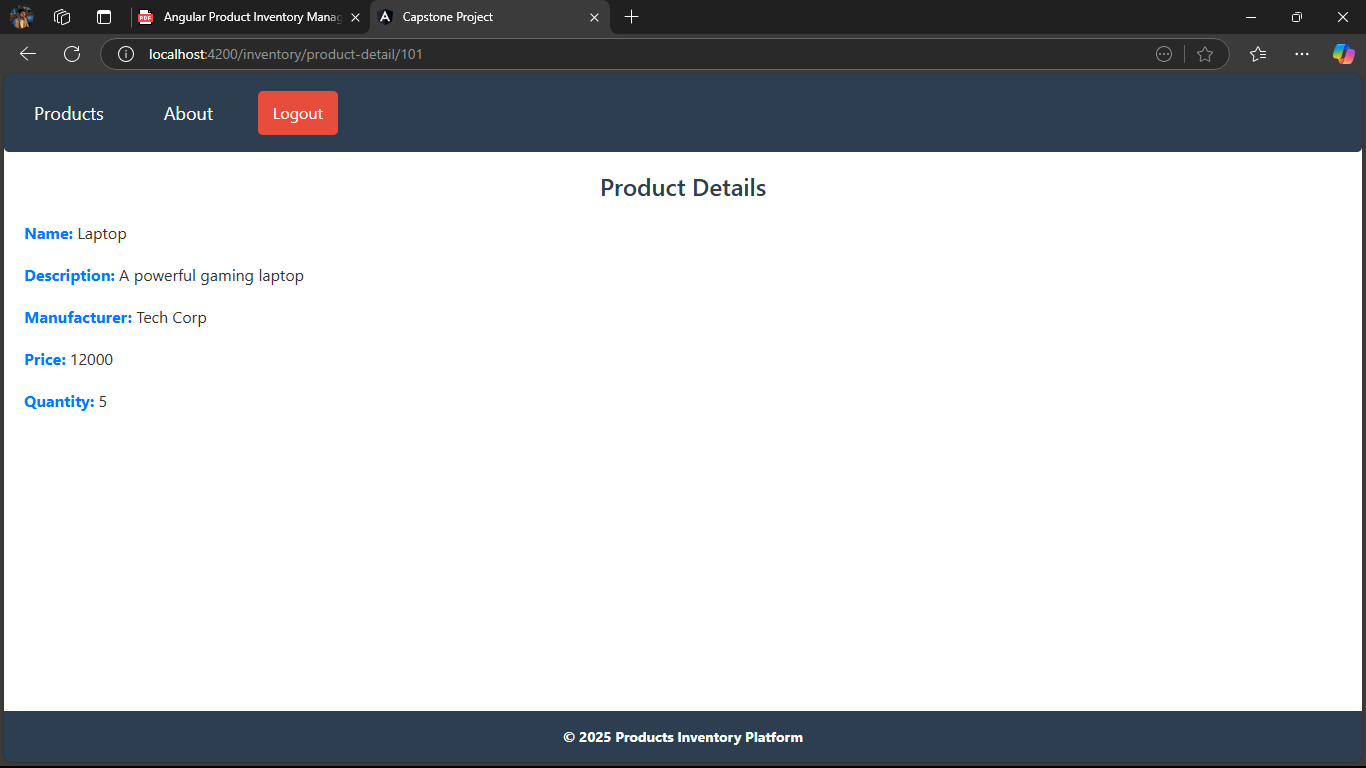 Angular Product Inventory Manag
Capstone Project
localhost:4200/inventory/product-detail/101
Products
About
Logout
Product Details
Name: Laptop
Description: A powerful gaming laptop
Manufacturer: Tech Corp
Price: 12000
Quantity: 5
© 2025 Products Inventory Platform